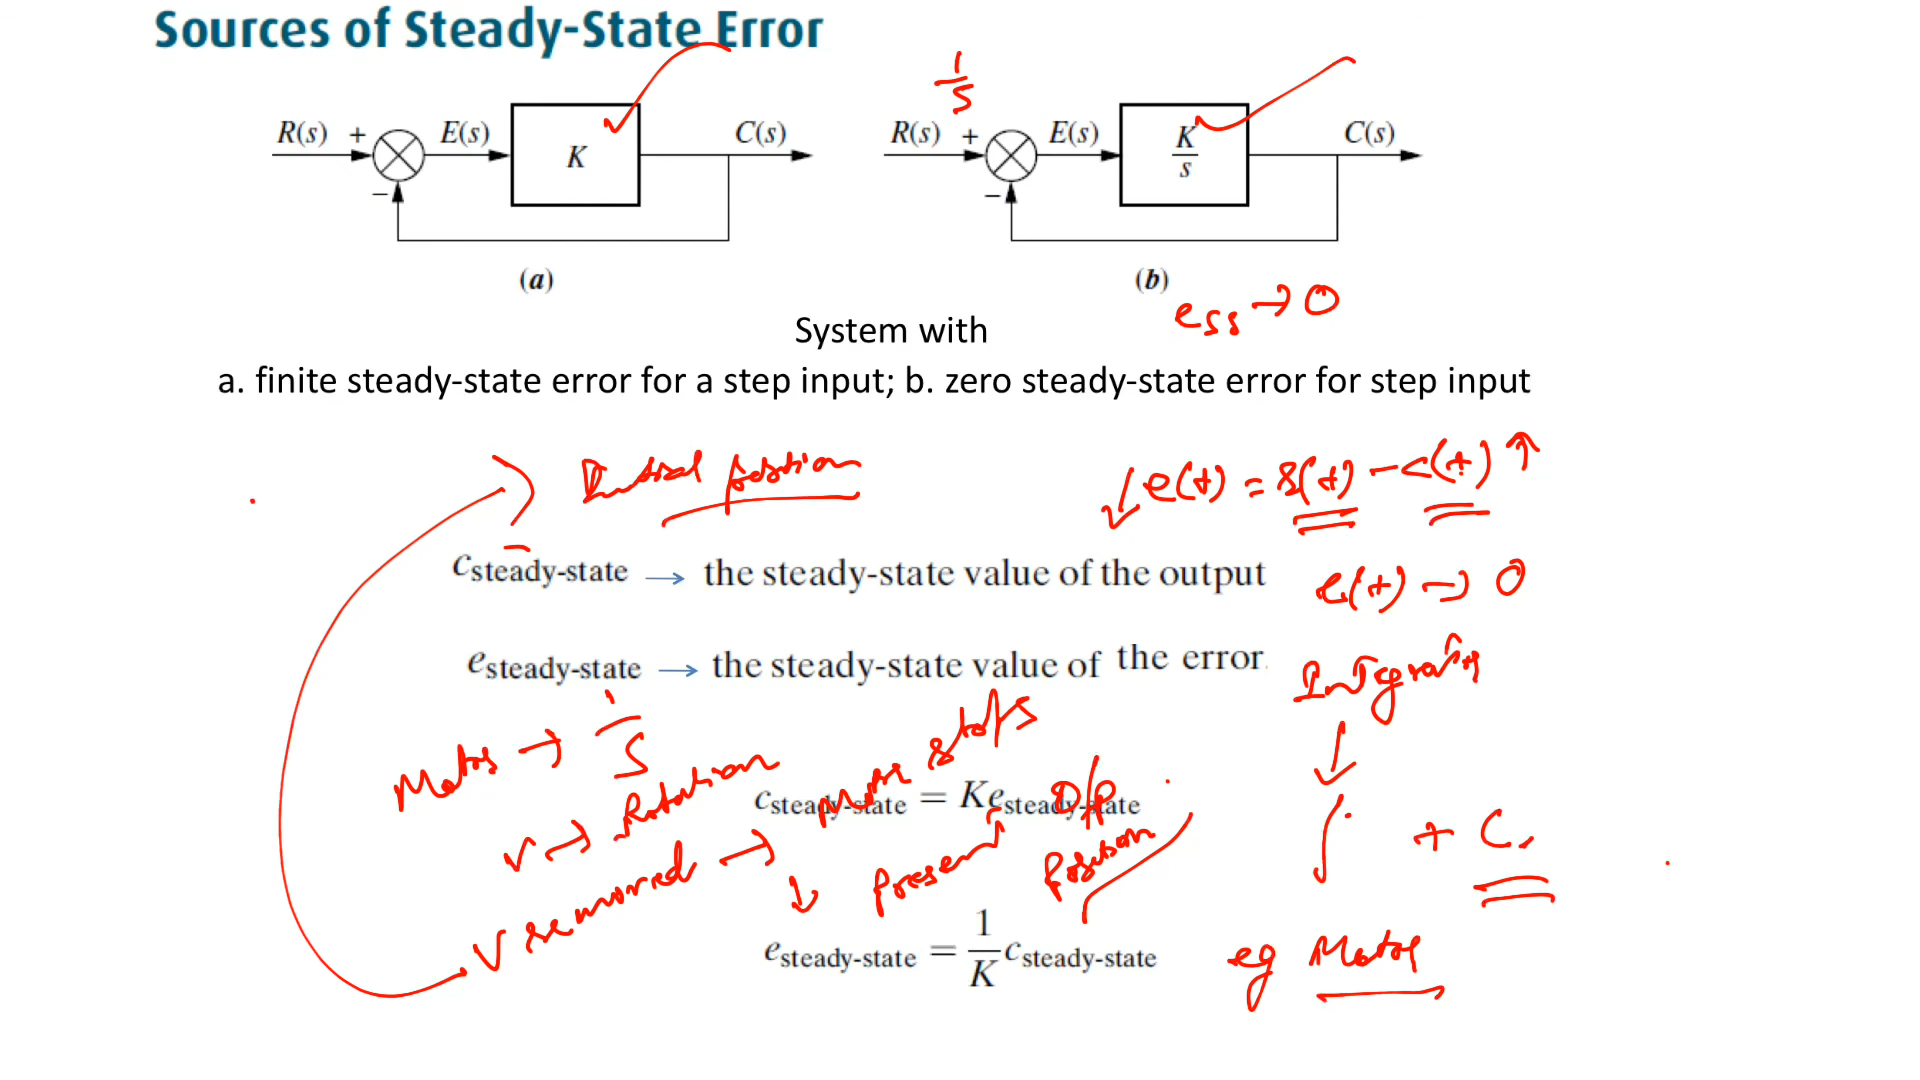 Sources of Steady-State Error
R(s) + E(s) K C(s)
−
(a)
1/s
R(s) + E(s) K/s C(s)
−
(b)
ess → 0
System with
a. finite steady-state error for a step input; b. zero steady-state error for step input
position
↓ e(t) = r(t) − c(t) ↑
csteady-state → the steady-state value of the output
e(t) → 0
esteady-state → the steady-state value of the error.
Motor → 1/s
V → Rotation
V removed → Motor stops
↓ present O/P position
csteady-state = Kesteady-state
esteady-state = 1/K csteady-state
↓
∫ + C
eg Motor